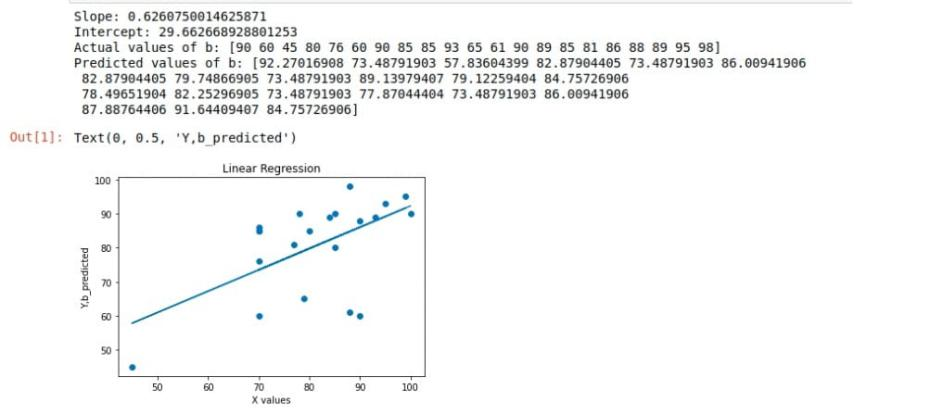 Slope: 0.6260750014625871
Intercept: 29.662668928801253
Actual values of b: [90 60 45 80 76 60 90 85 85 93 65 61 90 89 85 81 86 88 89 95 98]
Predicted values of b: [92.27016908 73.48791903 57.83604399 82.87904405 73.48791903 86.00941906
82.87904405 79.74866905 73.48791903 89.13979407 79.12259404 84.75726906
78.49651904 82.25296905 73.48791903 77.87044404 73.48791903 86.00941906
87.88764406 91.64409407 84.75726906]
Out[1]: Text(0, 0.5, 'Y,b_predicted')
Linear Regression
100
90
80
70
60
50
Y,b_predicted
50 60 70 80 90 100
X values